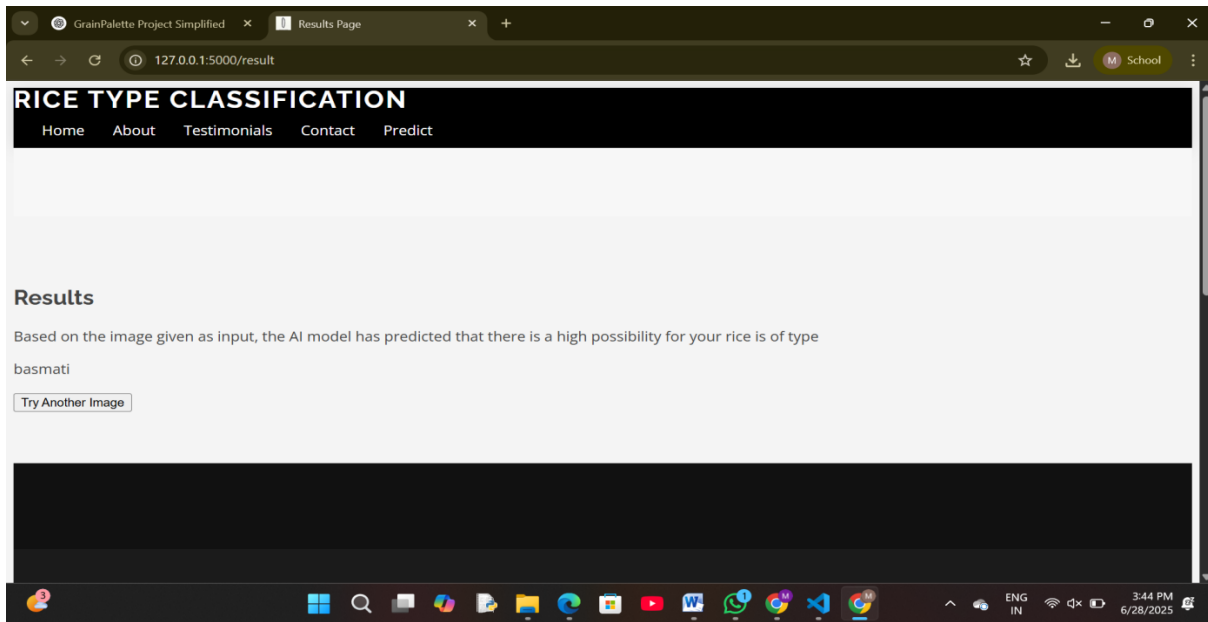 GrainPalette Project Simplified
Results Page
127.0.0.1:5000/result
M School
RICE TYPE CLASSIFICATION
Home About Testimonials Contact Predict
Results
Based on the image given as input, the AI model has predicted that there is a high possibility for your rice is of type
basmati
Try Another Image
3
1
M
M
ENG
IN
3:44 PM
6/28/2025